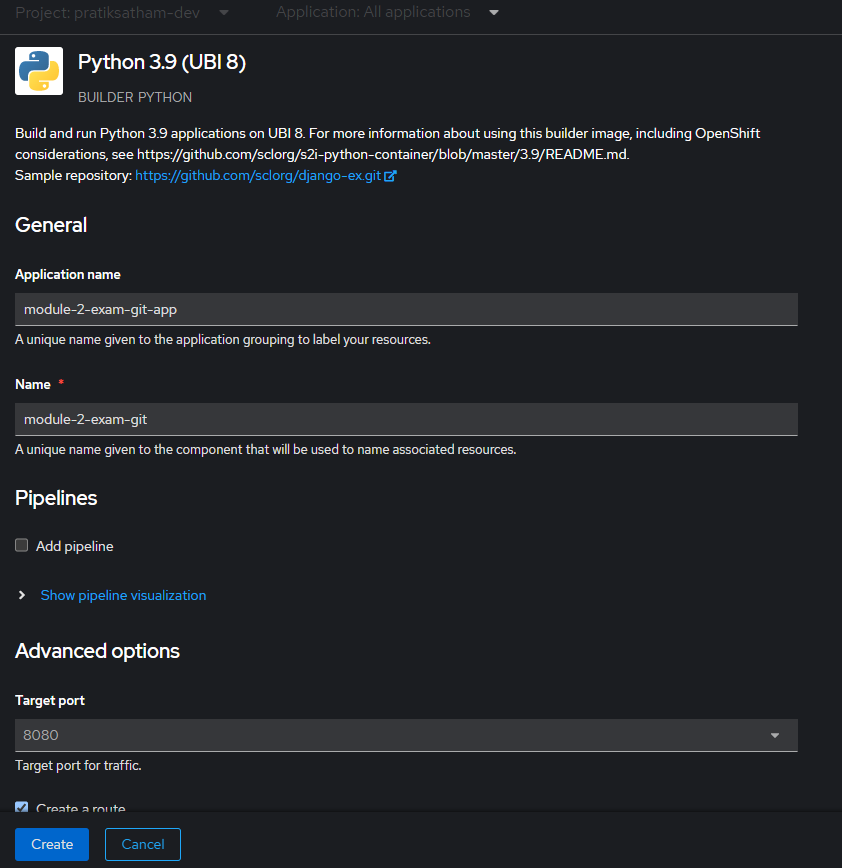 Project: pratiksatham-dev
Application: All applications
Python 3.9 (UBI 8)
BUILDER PYTHON
Build and run Python 3.9 applications on UBI 8. For more information about using this builder image, including OpenShift
considerations, see https://github.com/sclorg/s2i-python-container/blob/master/3.9/README.md.
Sample repository: https://github.com/sclorg/django-ex.git
General
Application name
module-2-exam-git-app
A unique name given to the application grouping to label your resources.
Name *
module-2-exam-git
A unique name given to the component that will be used to name associated resources.
Pipelines
Add pipeline
Show pipeline visualization
Advanced options
Target port
8080
Target port for traffic.
Create a route
Create
Cancel